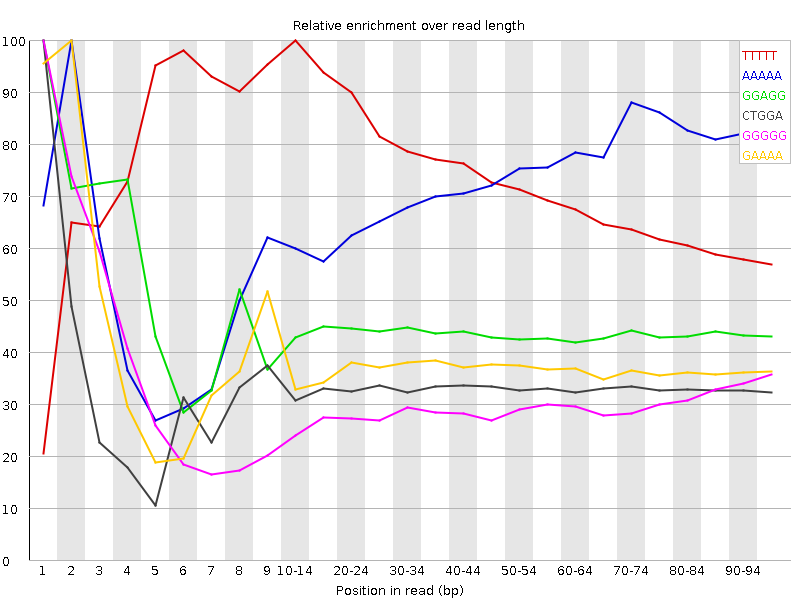 Relative enrichment over read length
100
90
80
70
60
50
40
30
20
10
0
TTTTT
AAAAA
GGAGG
CTGGA
GGGGG
GAAAA
1 2 3 4 5 6 7 8 9 10-14 20-24 30-34 40-44 50-54 60-64 70-74 80-84 90-94
Position in read (bp)